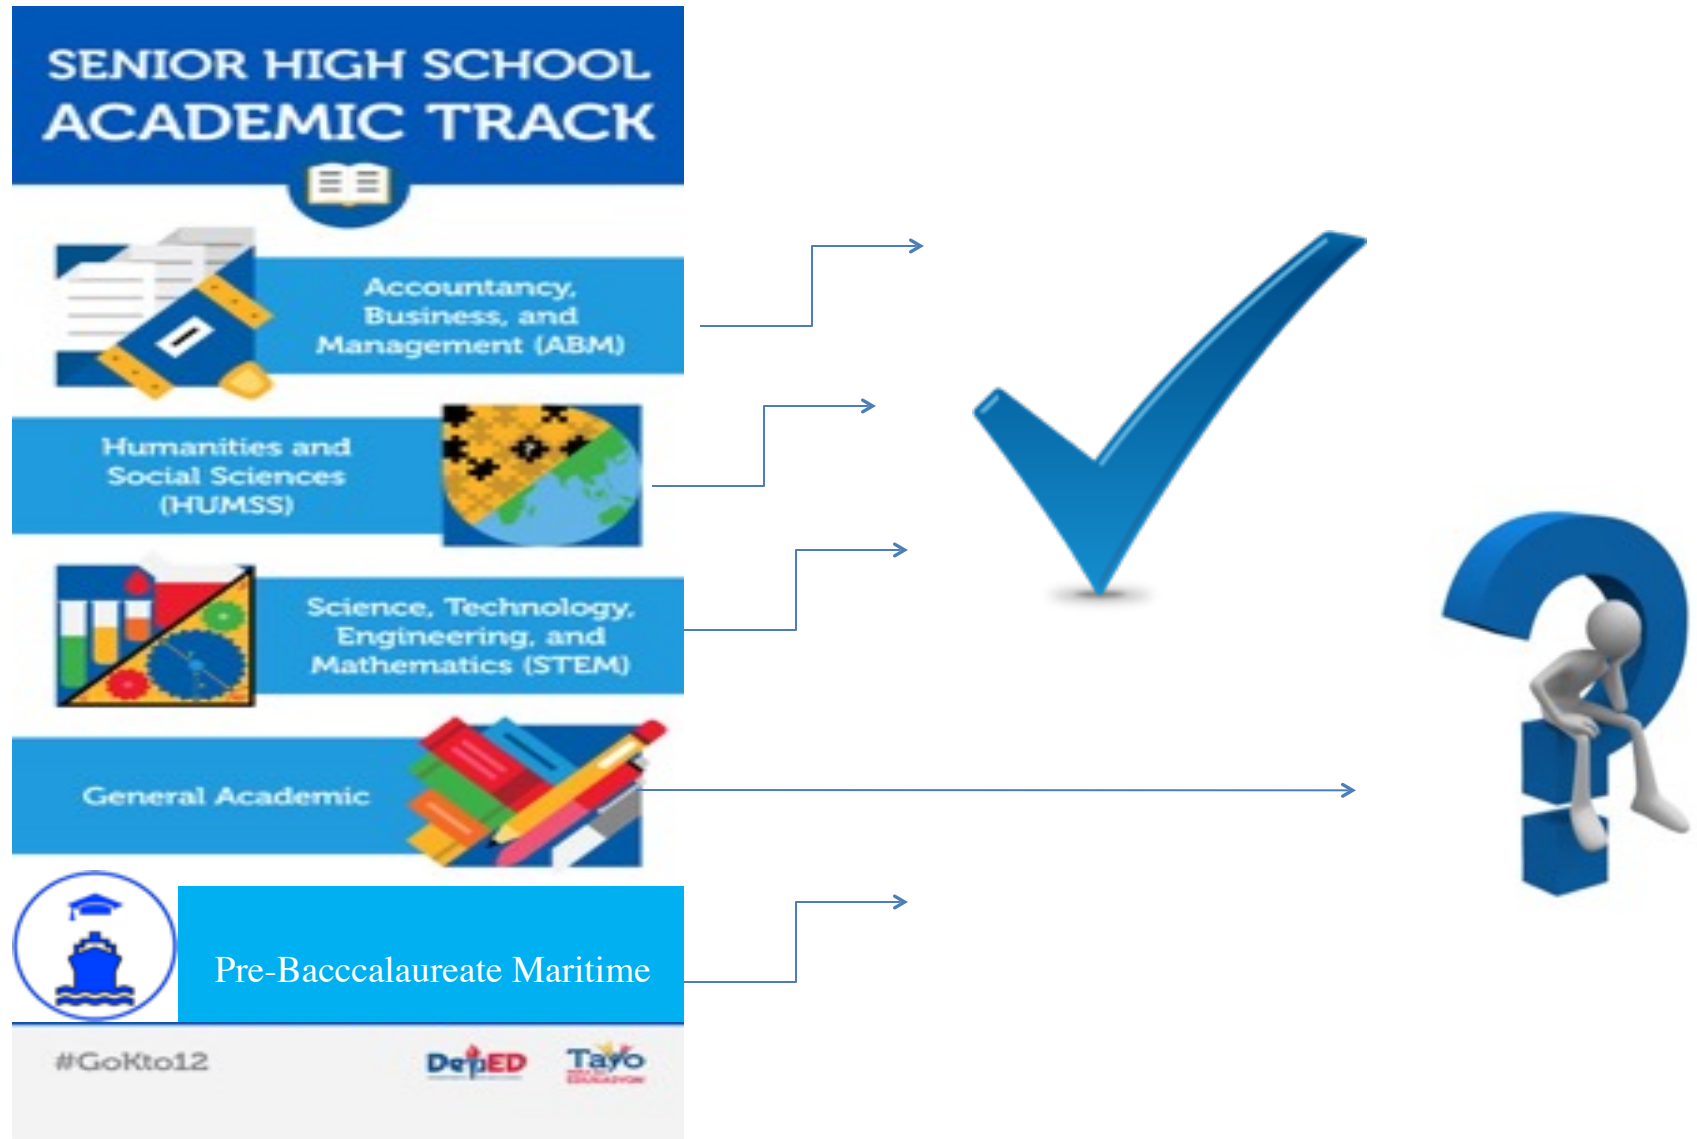 SENIOR HIGH SCHOOL
ACADEMIC TRACK
Accountancy,
Business, and
Management (ABM)
Humanities and
Social Sciences
(HUMSS)
Science, Technology,
Engineering, and
Mathematics (STEM)
General Academic
Pre-Bacccalaureate Maritime
#GoKto12
DepED
Tayo
EDUKASYON